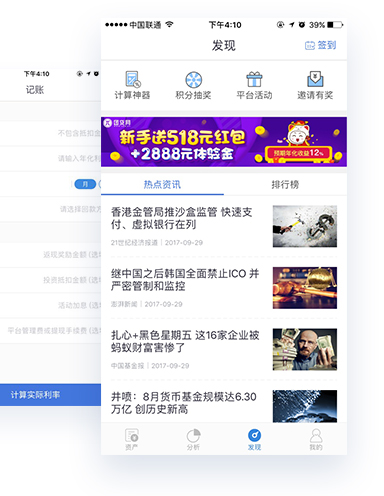 中国联通
下午4:10
39%
发现
签到
计算神器
积分抽奖
平台活动
邀请有奖
新手送518元红包
+2888元体验金
预期年化收益12%
热点资讯
排行榜
香港金管局推沙盒监管 快速支
付、虚拟银行在列
21世纪经济报道 | 2017-09-29
继中国之后韩国全面禁止ICO 并
严密管制和监控
澎湃新闻 | 2017-09-29
扎心+黑色星期五 这16家企业被
蚂蚁财富害惨了
中国基金报 | 2017-09-29
井喷：8月货币基金规模达6.30
万亿 创历史新高
资产
分析
发现
我的
下午4:10
记账
不包含抵扣金
请输入年化利
月
请选择回款方
返现奖励金额 (选
投资抵扣金额 (选
活动加息 (选
平台管理费或提现手续费 (选
计算实际利率